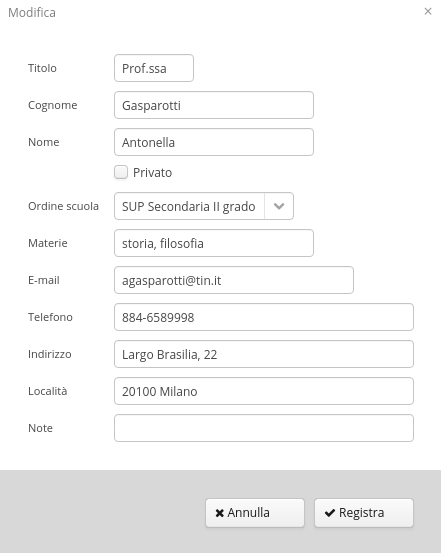 Modifica ×
Titolo Prof.ssa
Cognome Gasparotti
Nome Antonella
Privato
Ordine scuola SUP Secondaria II grado
Materie storia, filosofia
E-mail agasparotti@tin.it
Telefono 884-6589998
Indirizzo Largo Brasilia, 22
Località 20100 Milano
Note
Annulla Registra